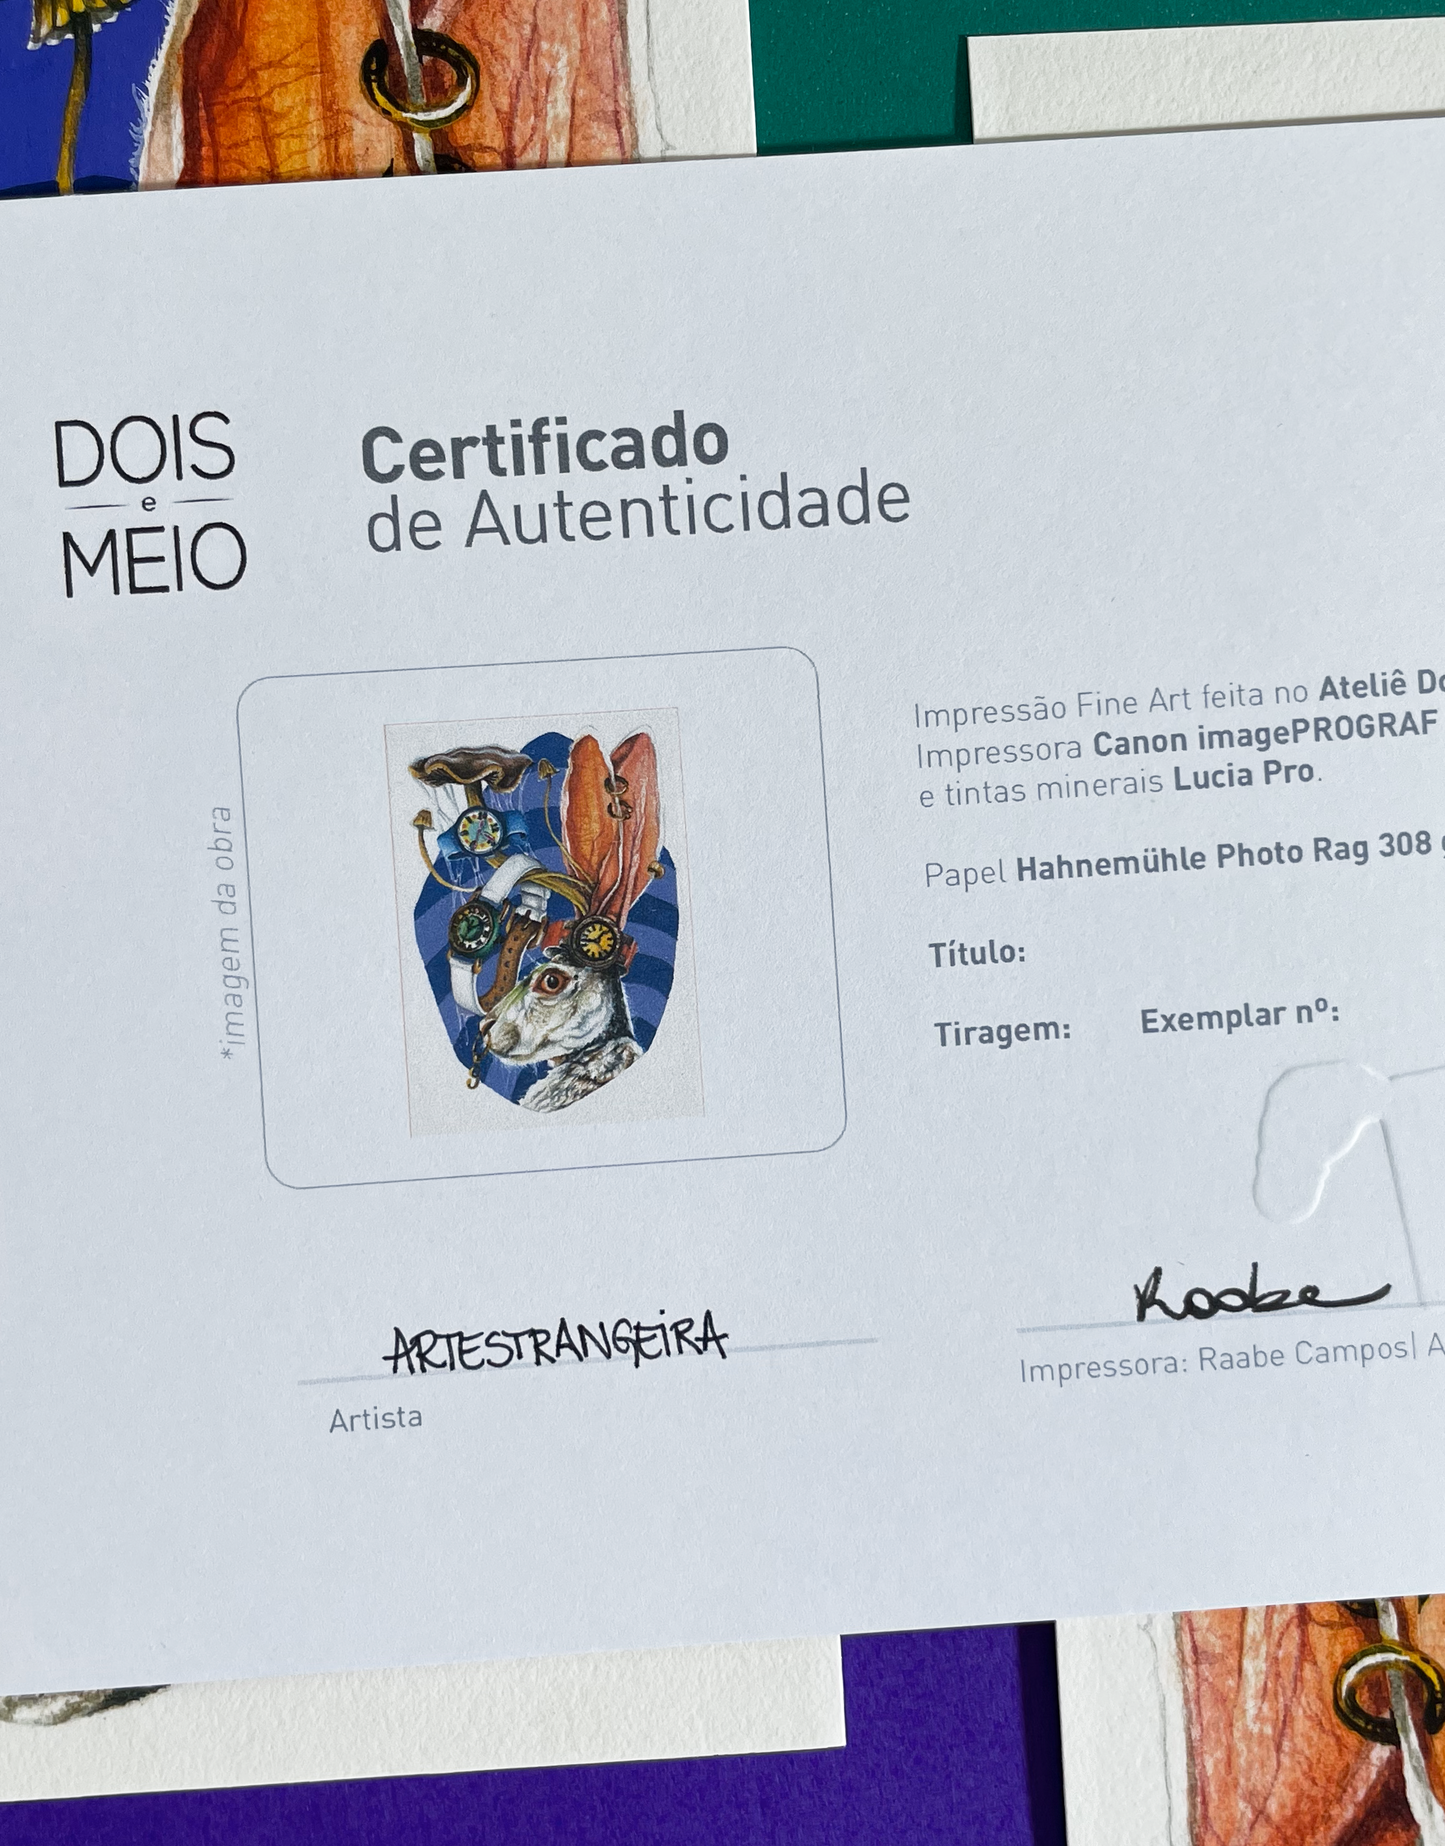 DOIS
e
MEIO
Certificado
de Autenticidade
*imagem da obra
Impressão Fine Art feita no Ateliê
Impressora Canon imagePROGRAF
e tintas minerais Lucia Pro.
Papel Hahnemühle Photo Rag 308
Título:
Tiragem: Exemplar nº:
ARTESTRANGEiRA
Artista
Raabe
Impressora: Raabe Campos|